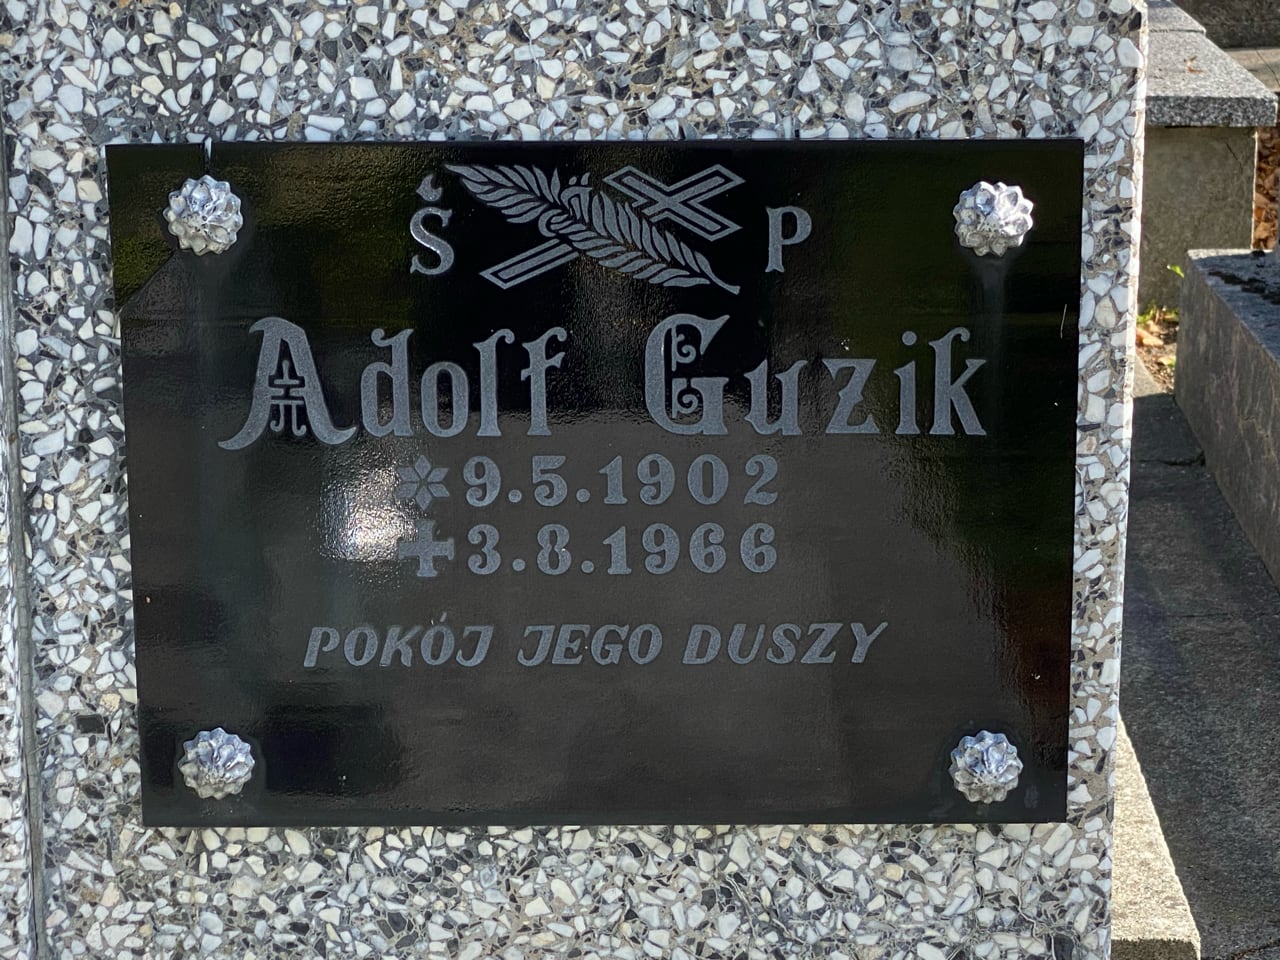 Ś P
Adolf Guzik
* 9.5.1902
+ 3.8.1966
POKÓJ JEGO DUSZY